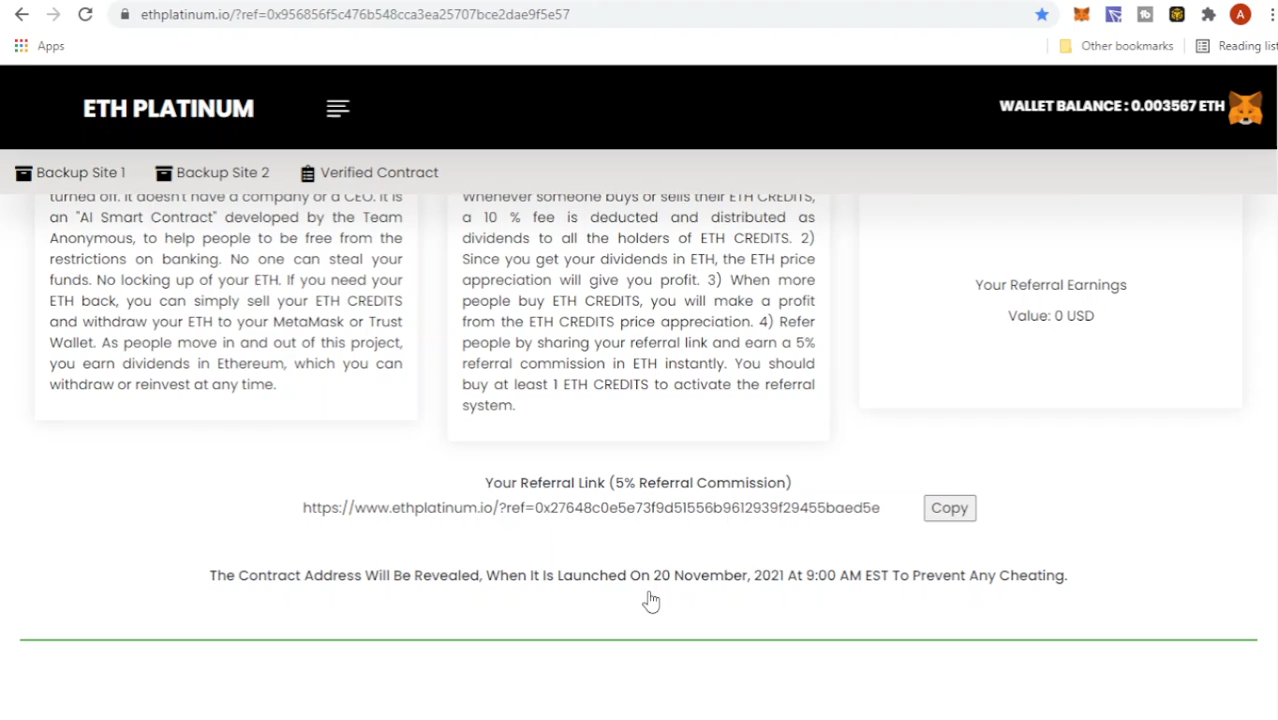 ethplatinum.io/?ref=0x956856f5c476b548cca3ea25707bce2dae9f5e57
A
Apps
Other bookmarks
Reading list
ETH PLATINUM
WALLET BALANCE : 0.003567 ETH
Backup Site 1
Backup Site 2
Verified Contract
turned off. It doesn't have a company or a CEO. It is
an "AI Smart Contract" developed by the Team
Anonymous, to help people to be free from the
restrictions on banking. No one can steal your
funds. No locking up of your ETH. If you need your
ETH back, you can simply sell your ETH CREDITS
and withdraw your ETH to your MetaMask or Trust
Wallet. As people move in and out of this project,
you earn dividends in Ethereum, which you can
withdraw or reinvest at any time.
Whenever someone buys or sells their ETH CREDITS,
a 10 % fee is deducted and distributed as
dividends to all the holders of ETH CREDITS. 2)
Since you get your dividends in ETH, the ETH price
appreciation will give you profit. 3) When more
people buy ETH CREDITS, you will make a profit
from the ETH CREDITS price appreciation. 4) Refer
people by sharing your referral link and earn a 5%
referral commission in ETH instantly. You should
buy at least 1 ETH CREDITS to activate the referral
system.
Your Referral Earnings
Value: 0 USD
Your Referral Link (5% Referral Commission)
https://www.ethplatinum.io/?ref=0x27648c0e5e73f9d51556b9612939f29455baed5e
Copy
The Contract Address Will Be Revealed, When It Is Launched On 20 November, 2021 At 9:00 AM EST To Prevent Any Cheating.